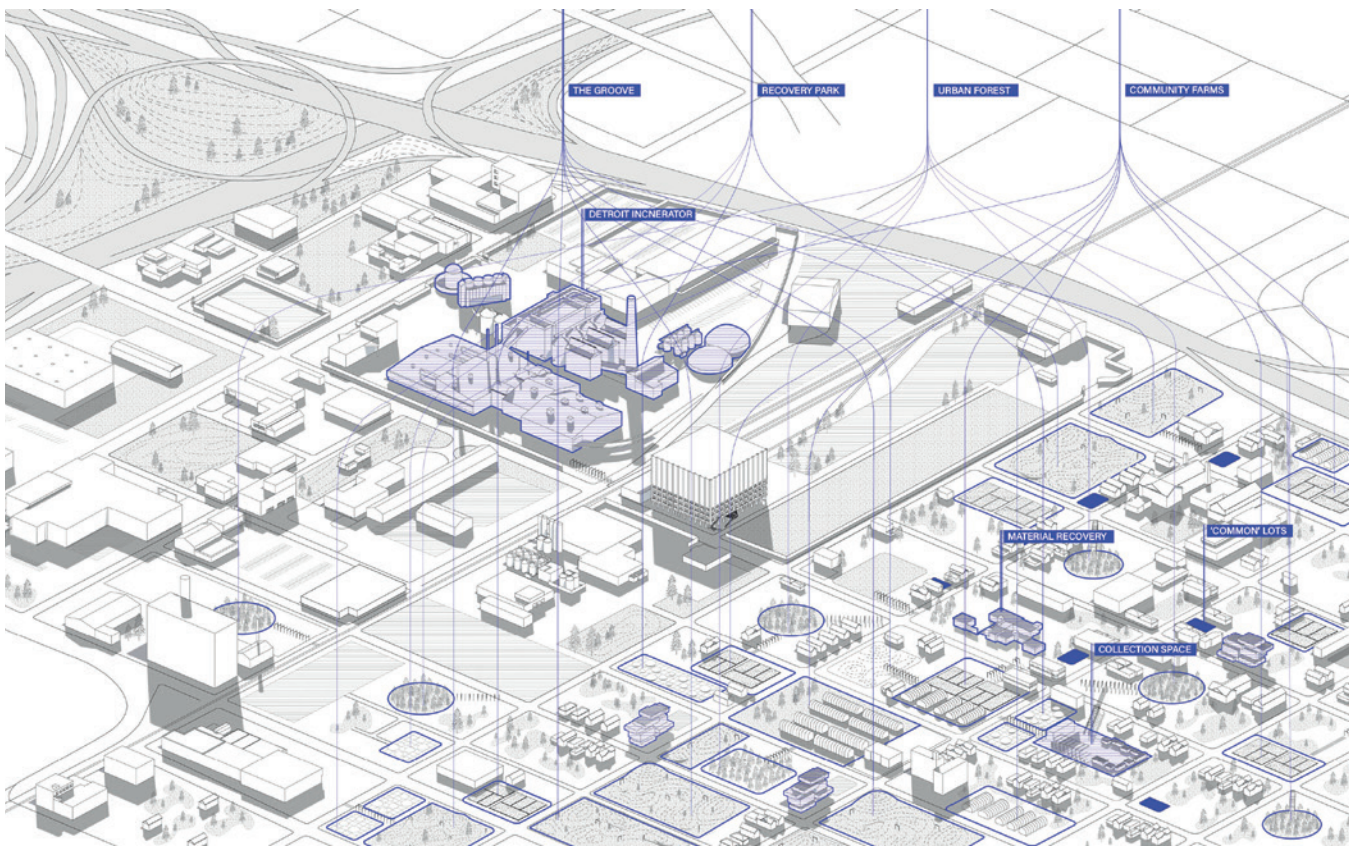 THE GROOVE
RECOVERY PARK
URBAN FOREST
COMMUNITY FARMS
DETROIT INCNERATOR
MATERIAL RECOVERY
'COMMON' LOTS
COLLECTION SPACE